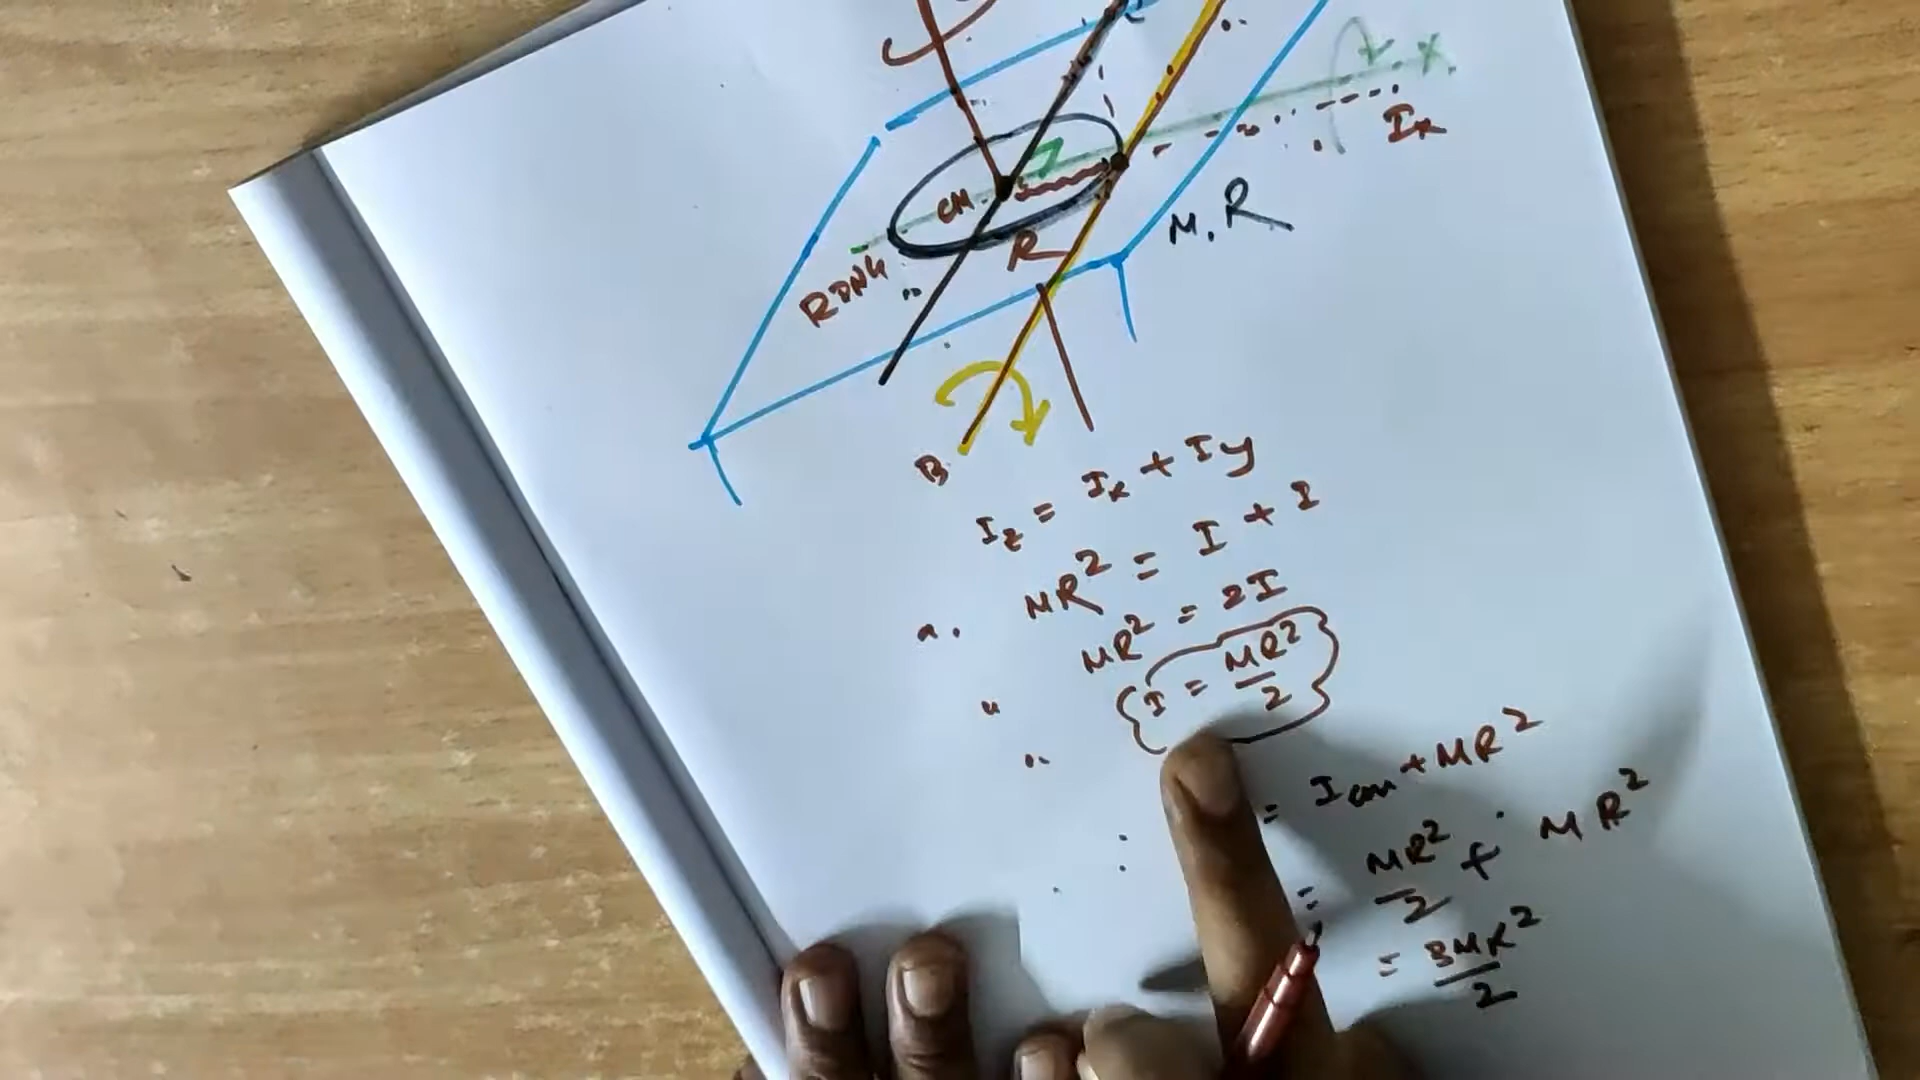 X
Ix
CM
R
M, R
RING
B
Iz = Ix + Iy
MR² = I + I
MR² = 2I
I = MR²/2
= Icm + MR²
= MR²/2 + MR²
= 3MR²/2